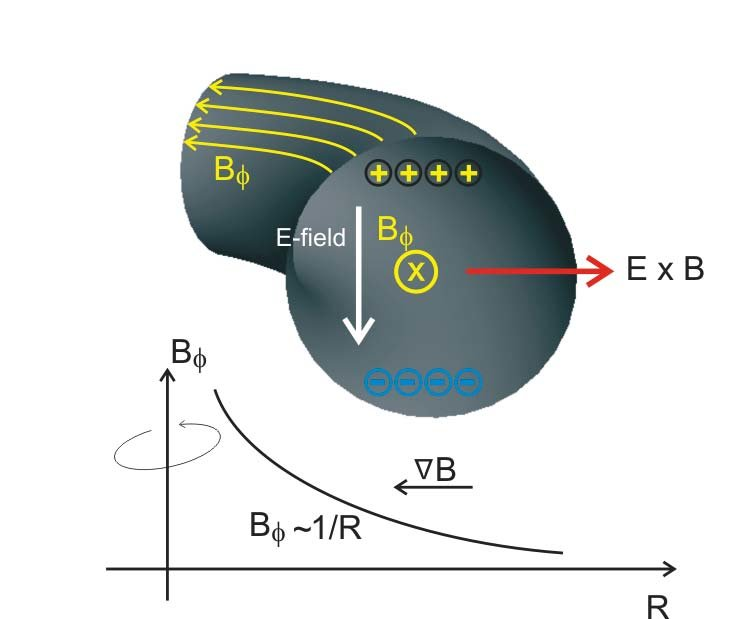 Bϕ
+ + + +
E-field
Bϕ
X
E x B
- - - -
Bϕ
∇B
Bϕ ~1/R
R